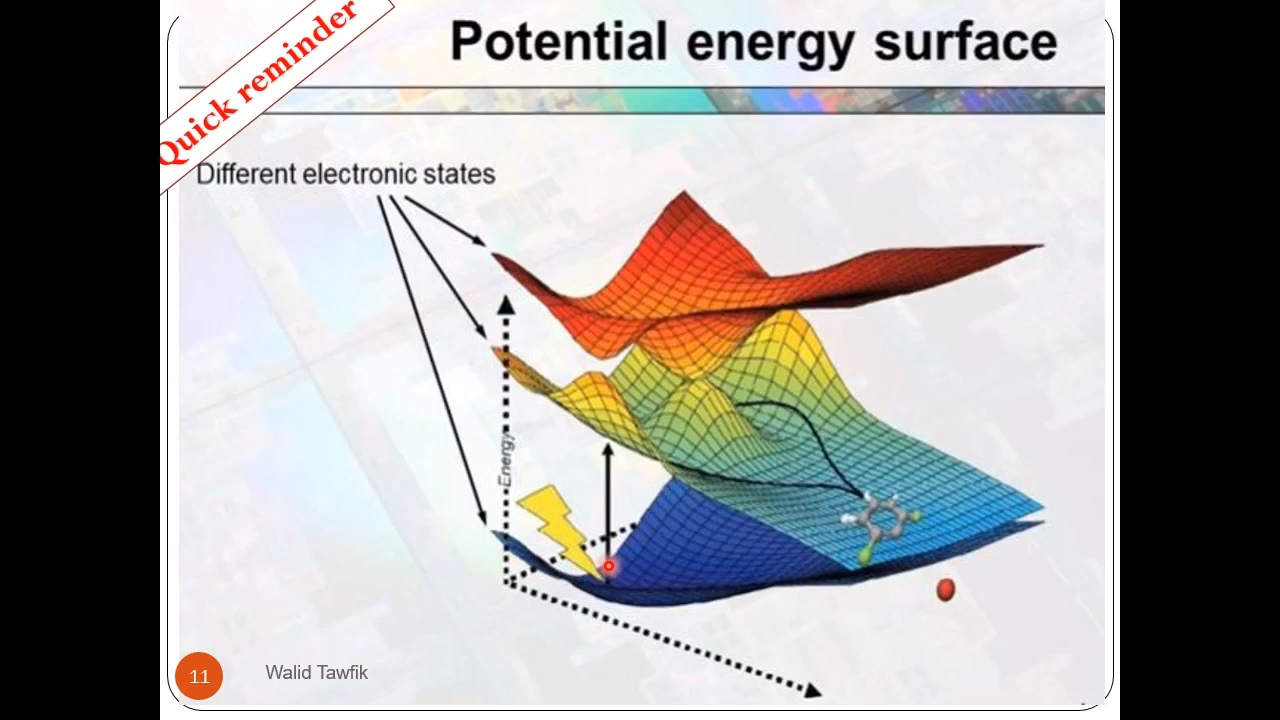 Quick reminder
Potential energy surface
Different electronic states
Energy
11
Walid Tawfik